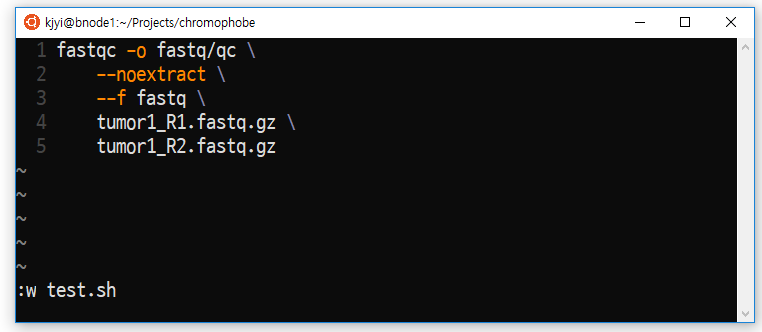 kjyi@bnode1:~/Projects/chromophobe
1 fastqc -o fastq/qc \
2     --noextract \
3     --f fastq \
4     tumor1_R1.fastq.gz \
5     tumor1_R2.fastq.gz
~
~
~
~
~
:w test.sh